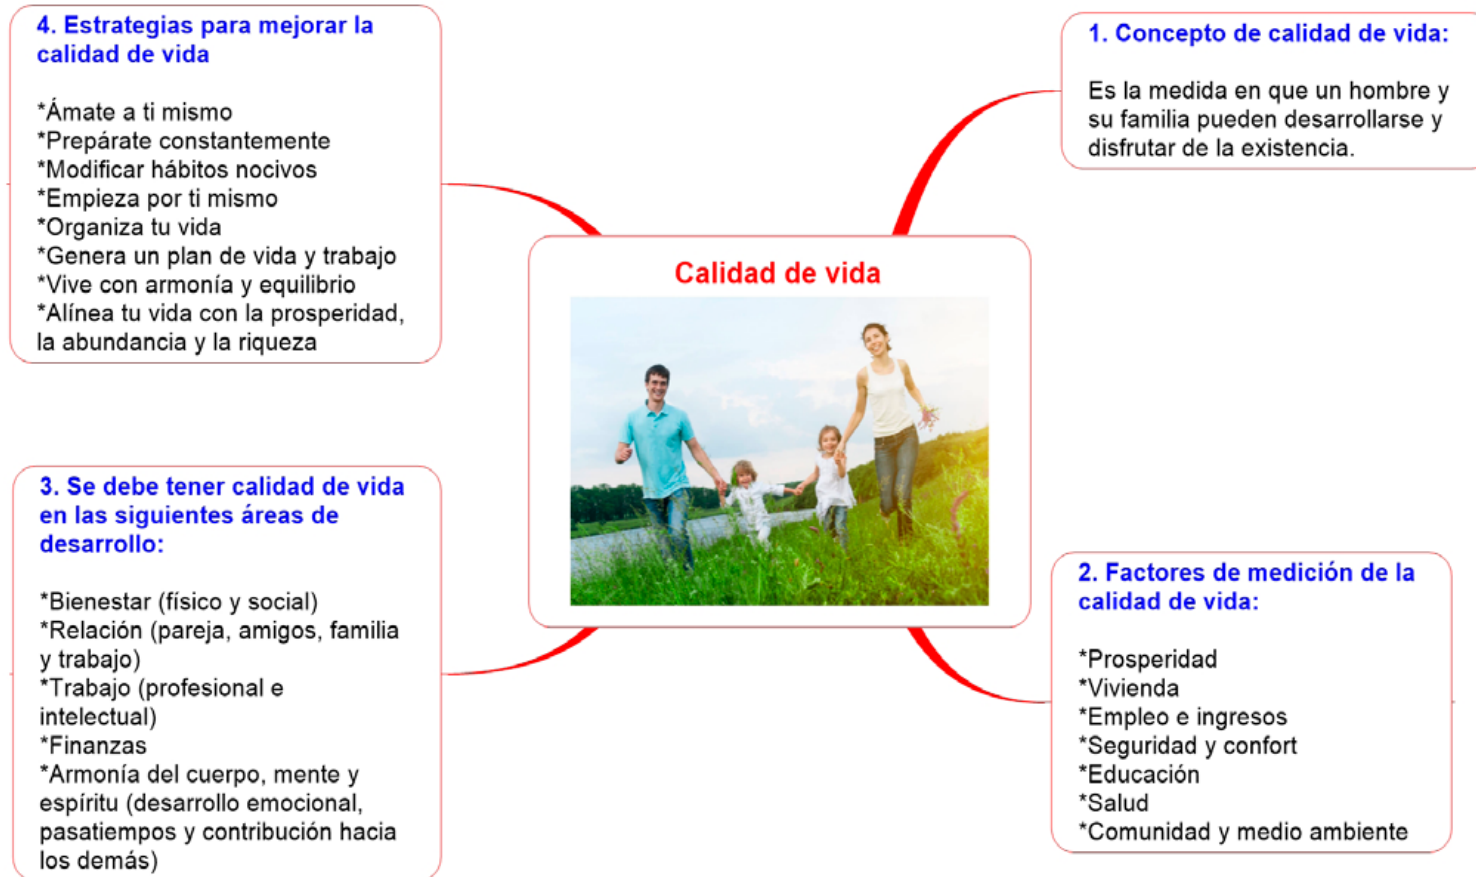 Calidad de vida
1. Concepto de calidad de vida:
Es la medida en que un hombre y
su familia pueden desarrollarse y
disfrutar de la existencia.
2. Factores de medición de la
calidad de vida:
*Prosperidad
*Vivienda
*Empleo e ingresos
*Seguridad y confort
*Educación
*Salud
*Comunidad y medio ambiente
3. Se debe tener calidad de vida
en las siguientes áreas de
desarrollo:
*Bienestar (físico y social)
*Relación (pareja, amigos, familia
y trabajo)
*Trabajo (profesional e
intelectual)
*Finanzas
*Armonía del cuerpo, mente y
espíritu (desarrollo emocional,
pasatiempos y contribución hacia
los demás)
4. Estrategias para mejorar la
calidad de vida
*Ámate a ti mismo
*Prepárate constantemente
*Modificar hábitos nocivos
*Empieza por ti mismo
*Organiza tu vida
*Genera un plan de vida y trabajo
*Vive con armonía y equilibrio
*Alínea tu vida con la prosperidad,
la abundancia y la riqueza